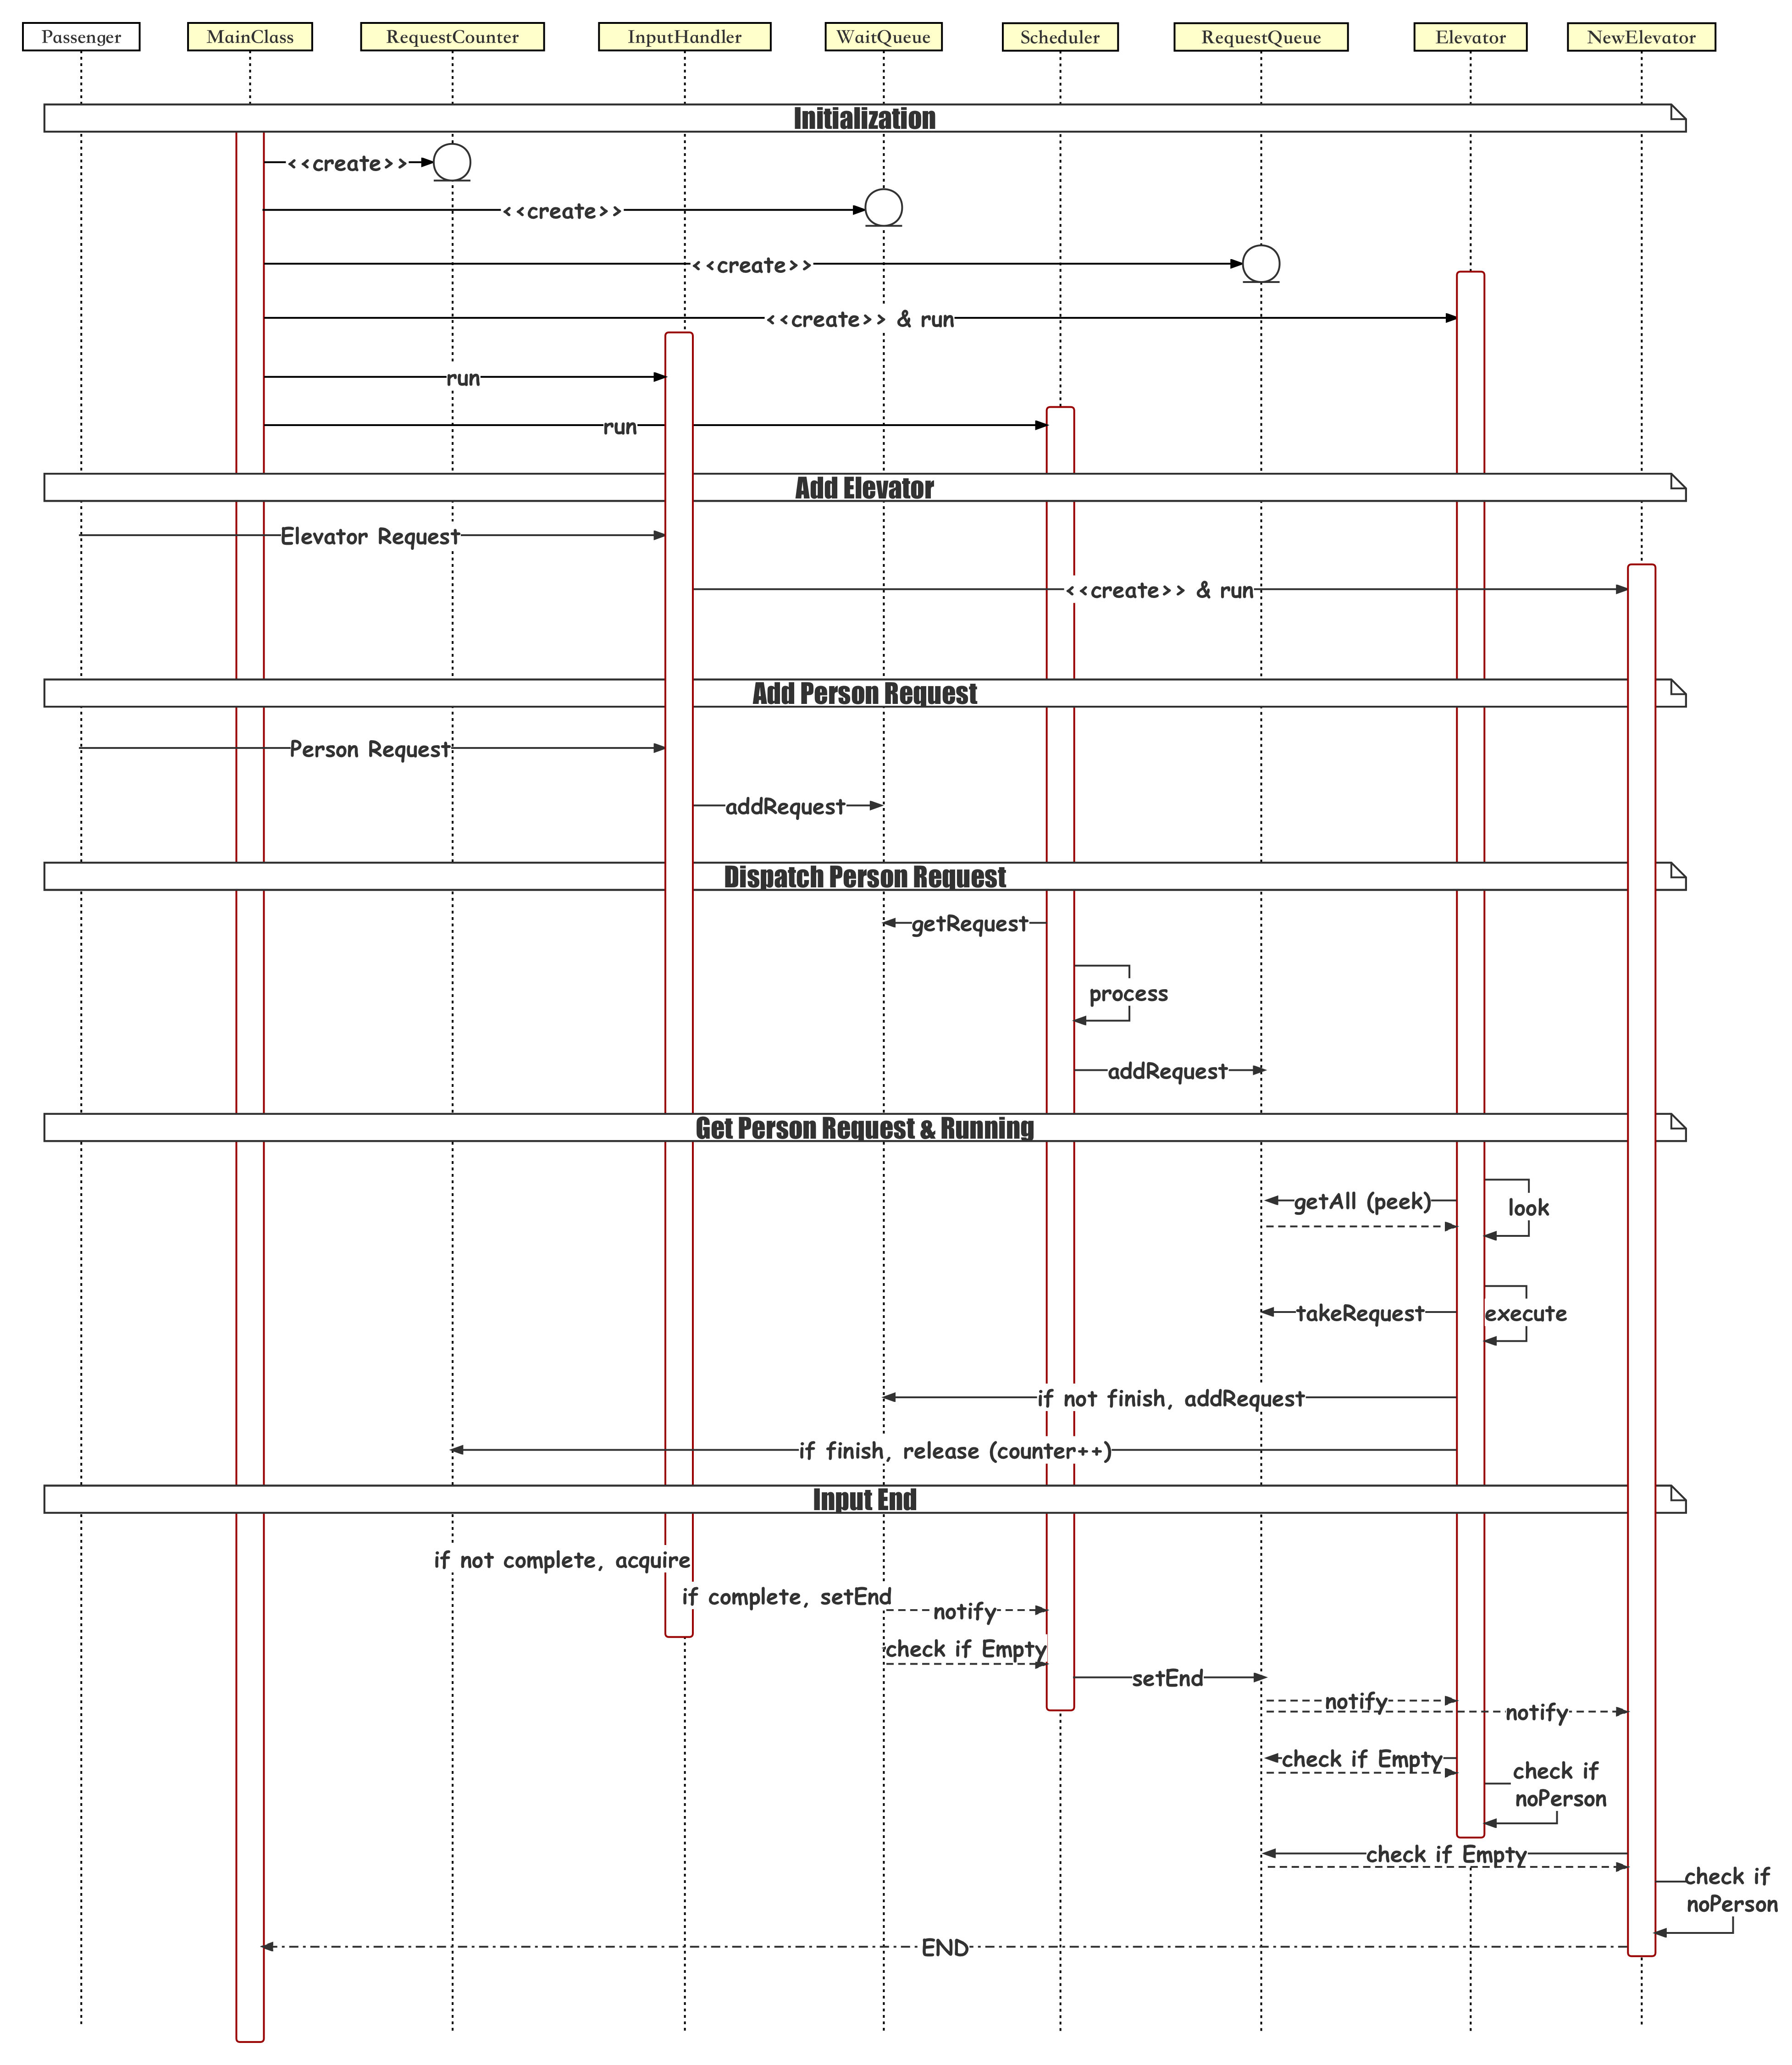 Passenger
MainClass
RequestCounter
InputHandler
WaitQueue
Scheduler
RequestQueue
Elevator
NewElevator
Initialization
<<create>>
<<create>>
<<create>>
<<create>> & run
run
run
Add Elevator
Elevator Request
<<create>> & run
Add Person Request
Person Request
addRequest
Dispatch Person Request
getRequest
process
addRequest
Get Person Request & Running
getAll (peek)
look
takeRequest
execute
if not finish, addRequest
if finish, release (counter++)
Input End
if not complete, acquire
if complete, setEnd
notify
check if Empty
setEnd
notify
notify
check if Empty
check if
noPerson
check if Empty
check if
noPerson
END